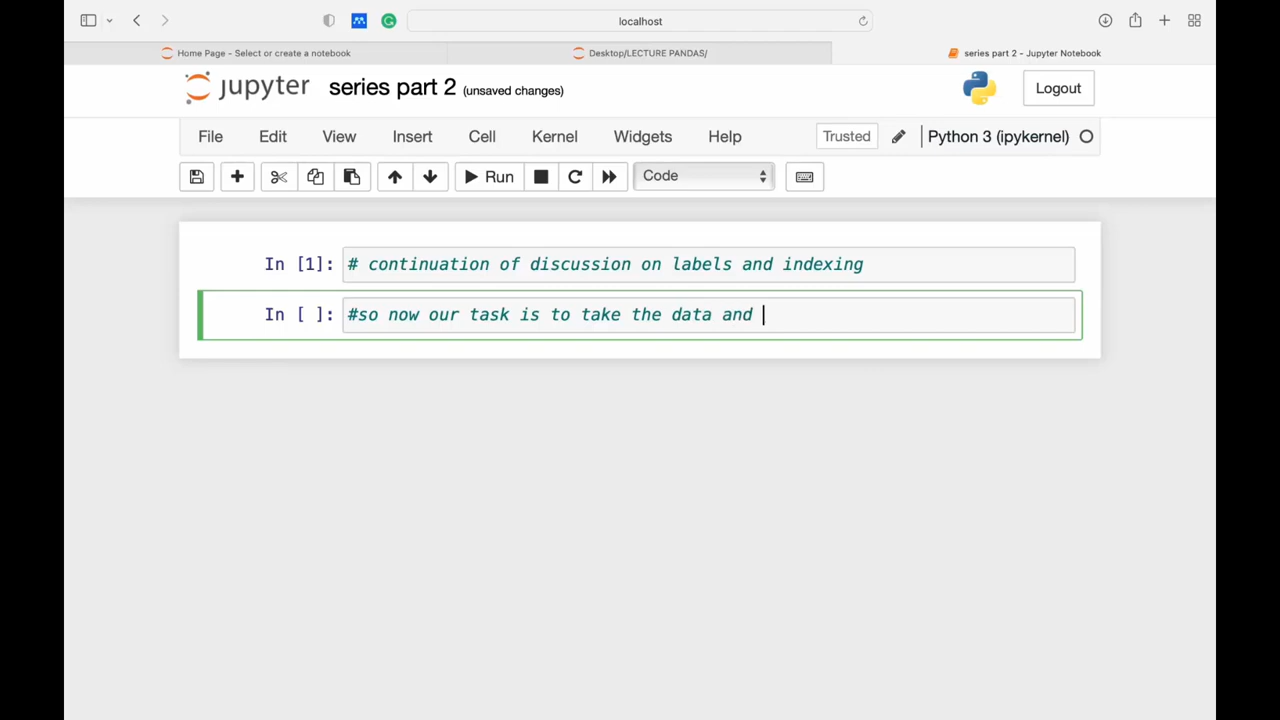 localhost
Home Page - Select or create a notebook
Desktop/LECTURE PANDAS/
series part 2 - Jupyter Notebook
jupyter series part 2 (unsaved changes)
Logout
File Edit View Insert Cell Kernel Widgets Help
Trusted
Python 3 (ipykernel)
Run
Code
In [1]: # continuation of discussion on labels and indexing
In [ ]: #so now our task is to take the data and